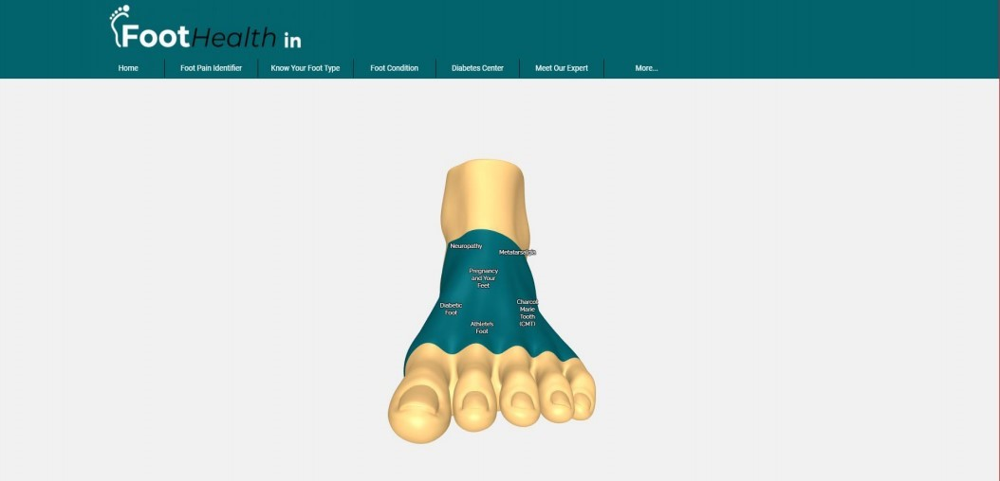 FootHealth in
Home
Foot Pain Identifier
Know Your Foot Type
Foot Condition
Diabetes Center
Meet Our Expert
More...
Neuropathy
Metatarsalgia
Pregnancy
and Your
Feet
Diabetic
Foot
Charcot
Marie
Tooth
(CMT)
Athlete's
Foot